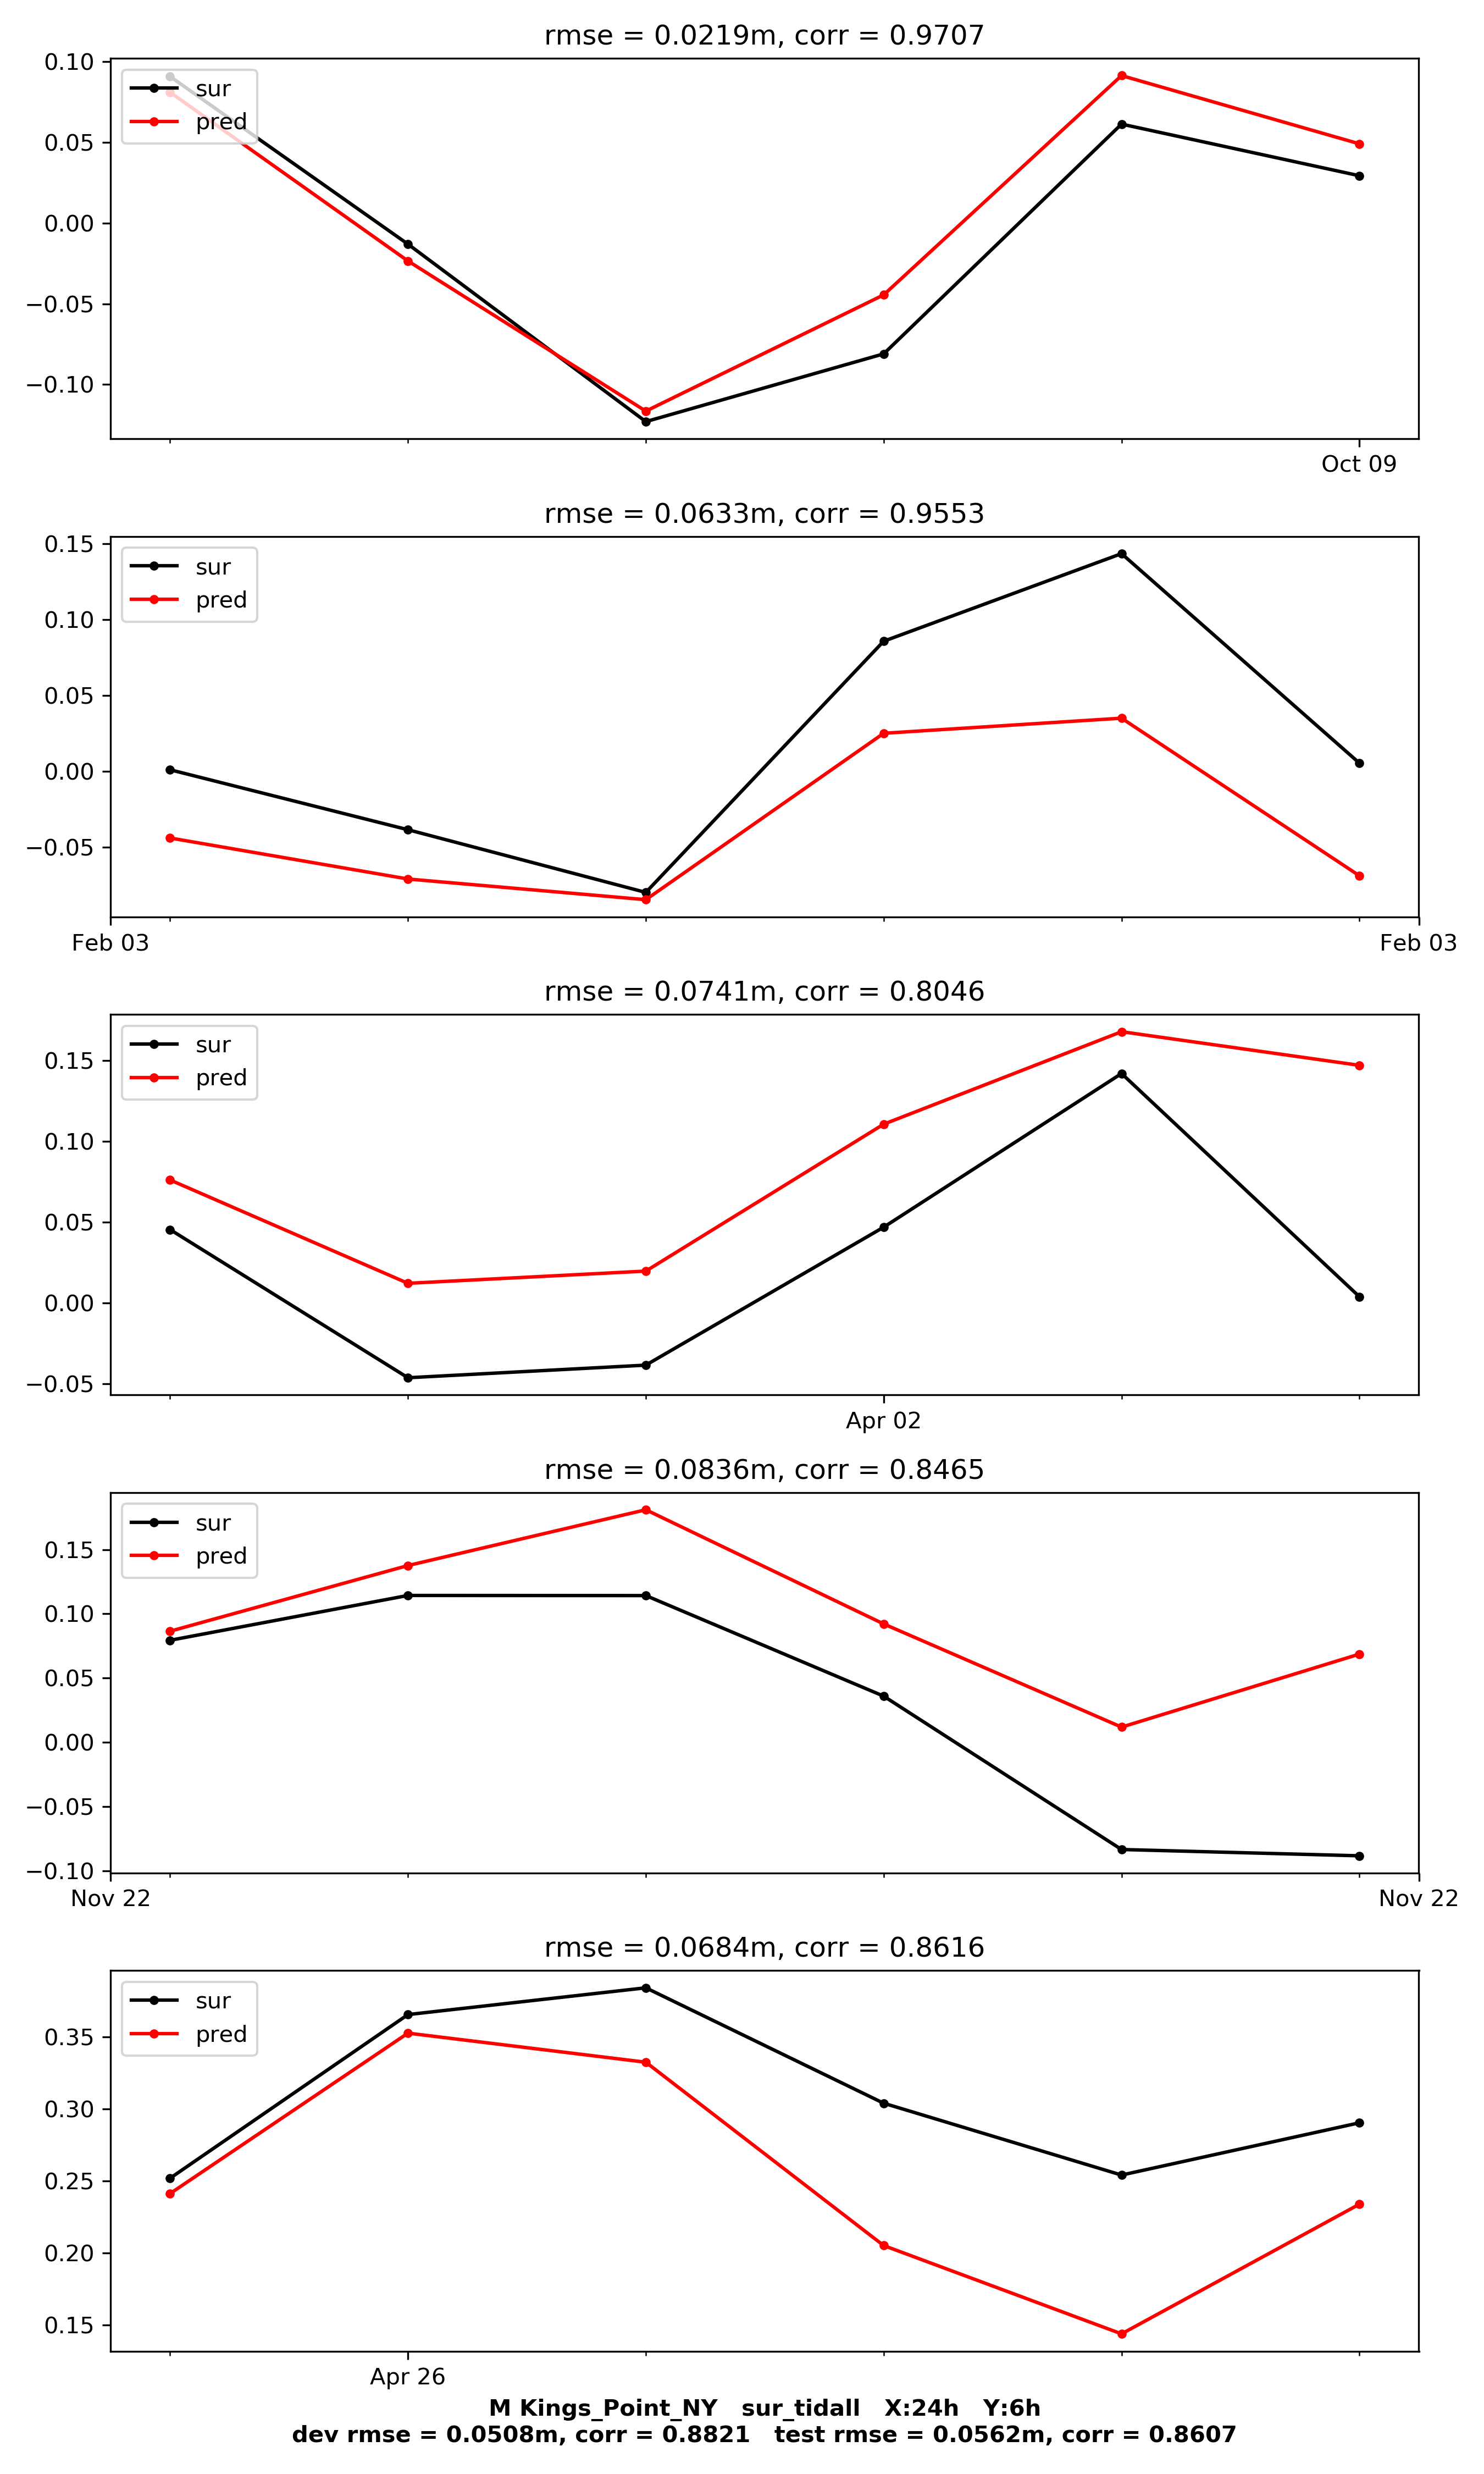 rmse = 0.0219m, corr = 0.9707
0.10
0.05
0.00
−0.05
−0.10
sur
pred
Oct 09
rmse = 0.0633m, corr = 0.9553
0.15
0.10
0.05
0.00
−0.05
sur
pred
Feb 03 Feb 03
rmse = 0.0741m, corr = 0.8046
0.15
0.10
0.05
0.00
−0.05
sur
pred
Apr 02
rmse = 0.0836m, corr = 0.8465
0.15
0.10
0.05
0.00
−0.05
−0.10
sur
pred
Nov 22 Nov 22
rmse = 0.0684m, corr = 0.8616
0.35
0.30
0.25
0.20
0.15
sur
pred
Apr 26
M Kings_Point_NY sur_tidall X:24h Y:6h
dev rmse = 0.0508m, corr = 0.8821 test rmse = 0.0562m, corr = 0.8607